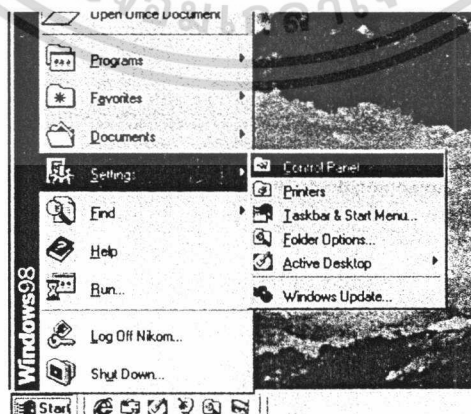 Open Office Document
Programs
Favorites
Documents
Settings
Find
Help
Run...
Log Off Nikom...
Shut Down...
Control Panel
Printers
Taskbar & Start Menu...
Folder Options...
Active Desktop
Windows Update...
Windows98
Start